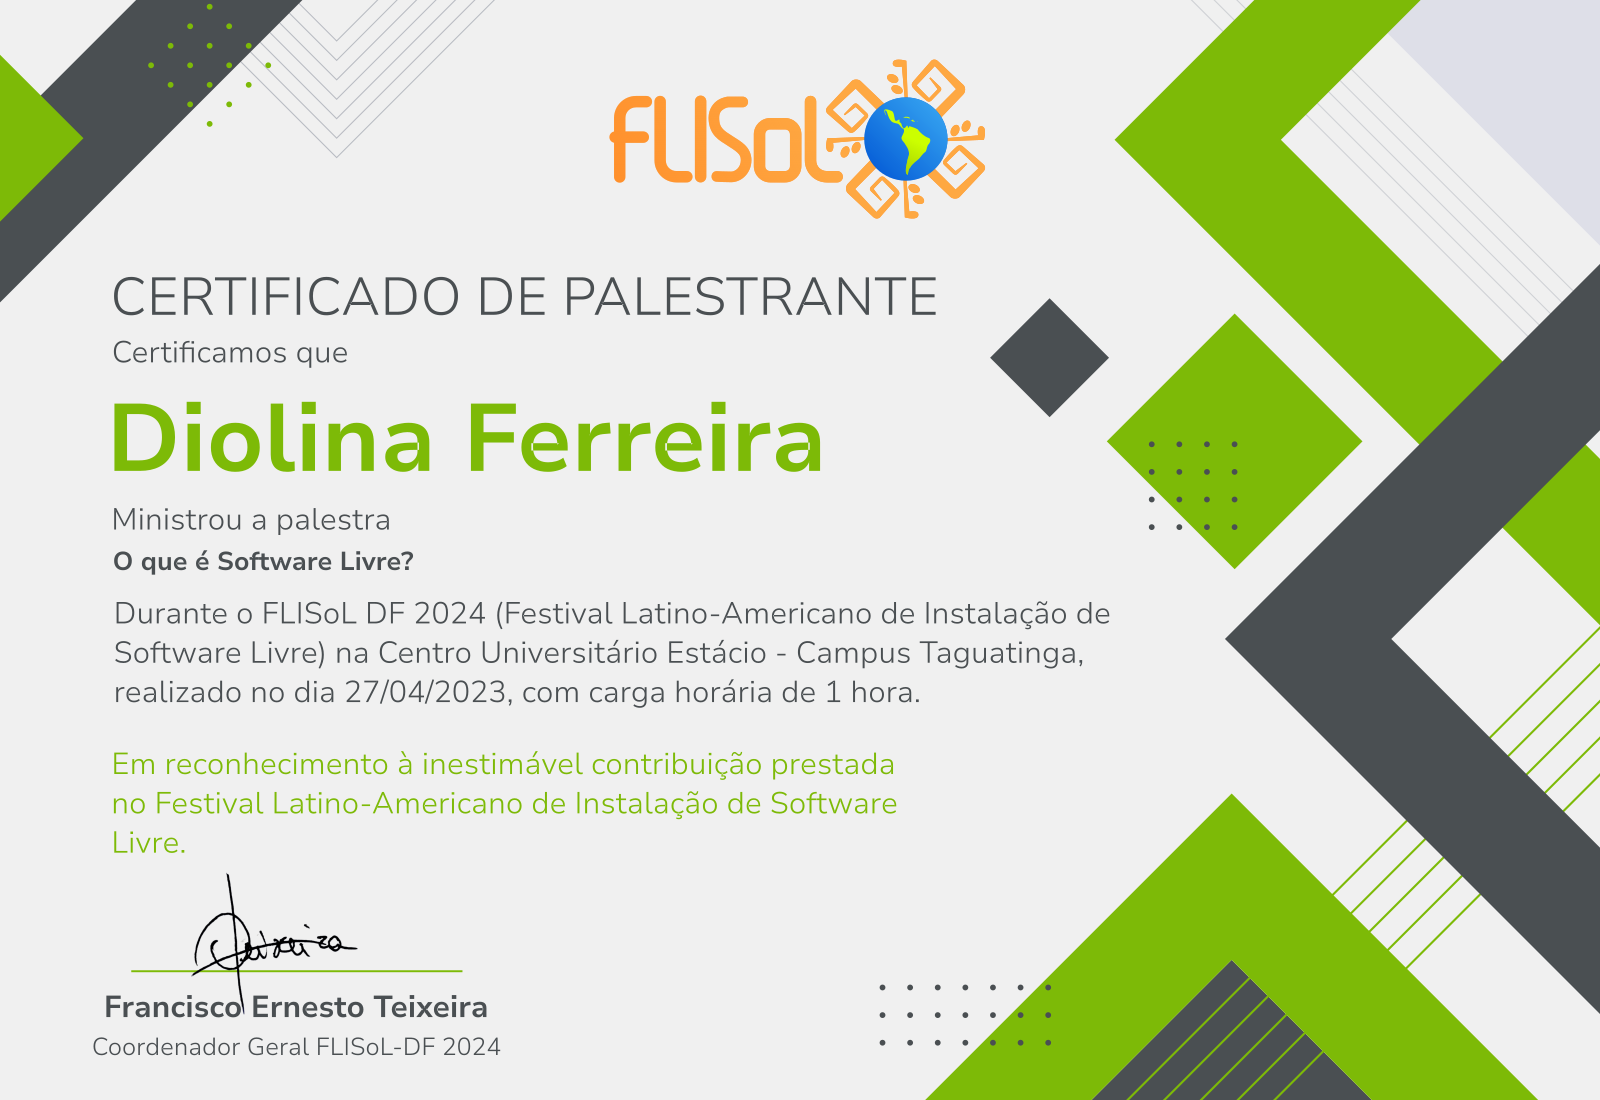 FLISoL
CERTIFICADO DE PALESTRANTE
Certificamos que
Diolina Ferreira
Ministrou a palestra
O que é Software Livre?
Durante o FLISoL DF 2024 (Festival Latino-Americano de Instalação de
Software Livre) na Centro Universitário Estácio - Campus Taguatinga,
realizado no dia 27/04/2023, com carga horária de 1 hora.
Em reconhecimento à inestimável contribuição prestada
no Festival Latino-Americano de Instalação de Software
Livre.
Teixeira
Francisco Ernesto Teixeira
Coordenador Geral FLISoL-DF 2024